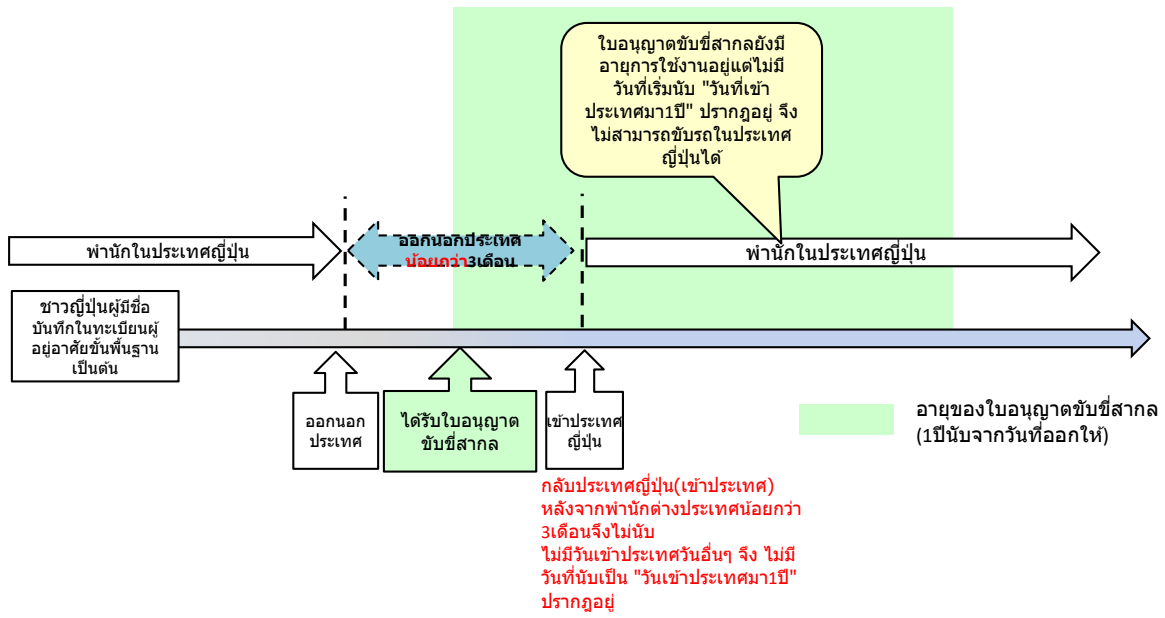 ใบอนุญาตขับขี่สากลยังมี
อายุการใช้งานอยู่แต่ไม่มี
วันที่เริ่มนับ "วันที่เข้า
ประเทศมา1ปี" ปรากฎอยู่ จึง
ไม่สามารถขับรถในประเทศ
ญี่ปุ่นได้
พำนักในประเทศญี่ปุ่น
ออกนอกประเทศ
น้อยกว่า3เดือน
พำนักในประเทศญี่ปุ่น
ชาวญี่ปุ่นผู้มีชื่อ
บันทึกในทะเบียนผู้
อยู่อาศัยขั้นพื้นฐาน
เป็นต้น
ออกนอก
ประเทศ
ได้รับใบอนุญาต
ขับขี่สากล
เข้าประเทศ
ญี่ปุ่น
อายุของใบอนุญาตขับขี่สากล
(1ปีนับจากวันที่ออกให้)
กลับประเทศญี่ปุ่น(เข้าประเทศ)
หลังจากพำนักต่างประเทศน้อยกว่า
3เดือนจึงไม่นับ
ไม่มีวันเข้าประเทศวันอื่นๆ จึง ไม่มี
วันที่นับเป็น "วันเข้าประเทศมา1ปี"
ปรากฎอยู่